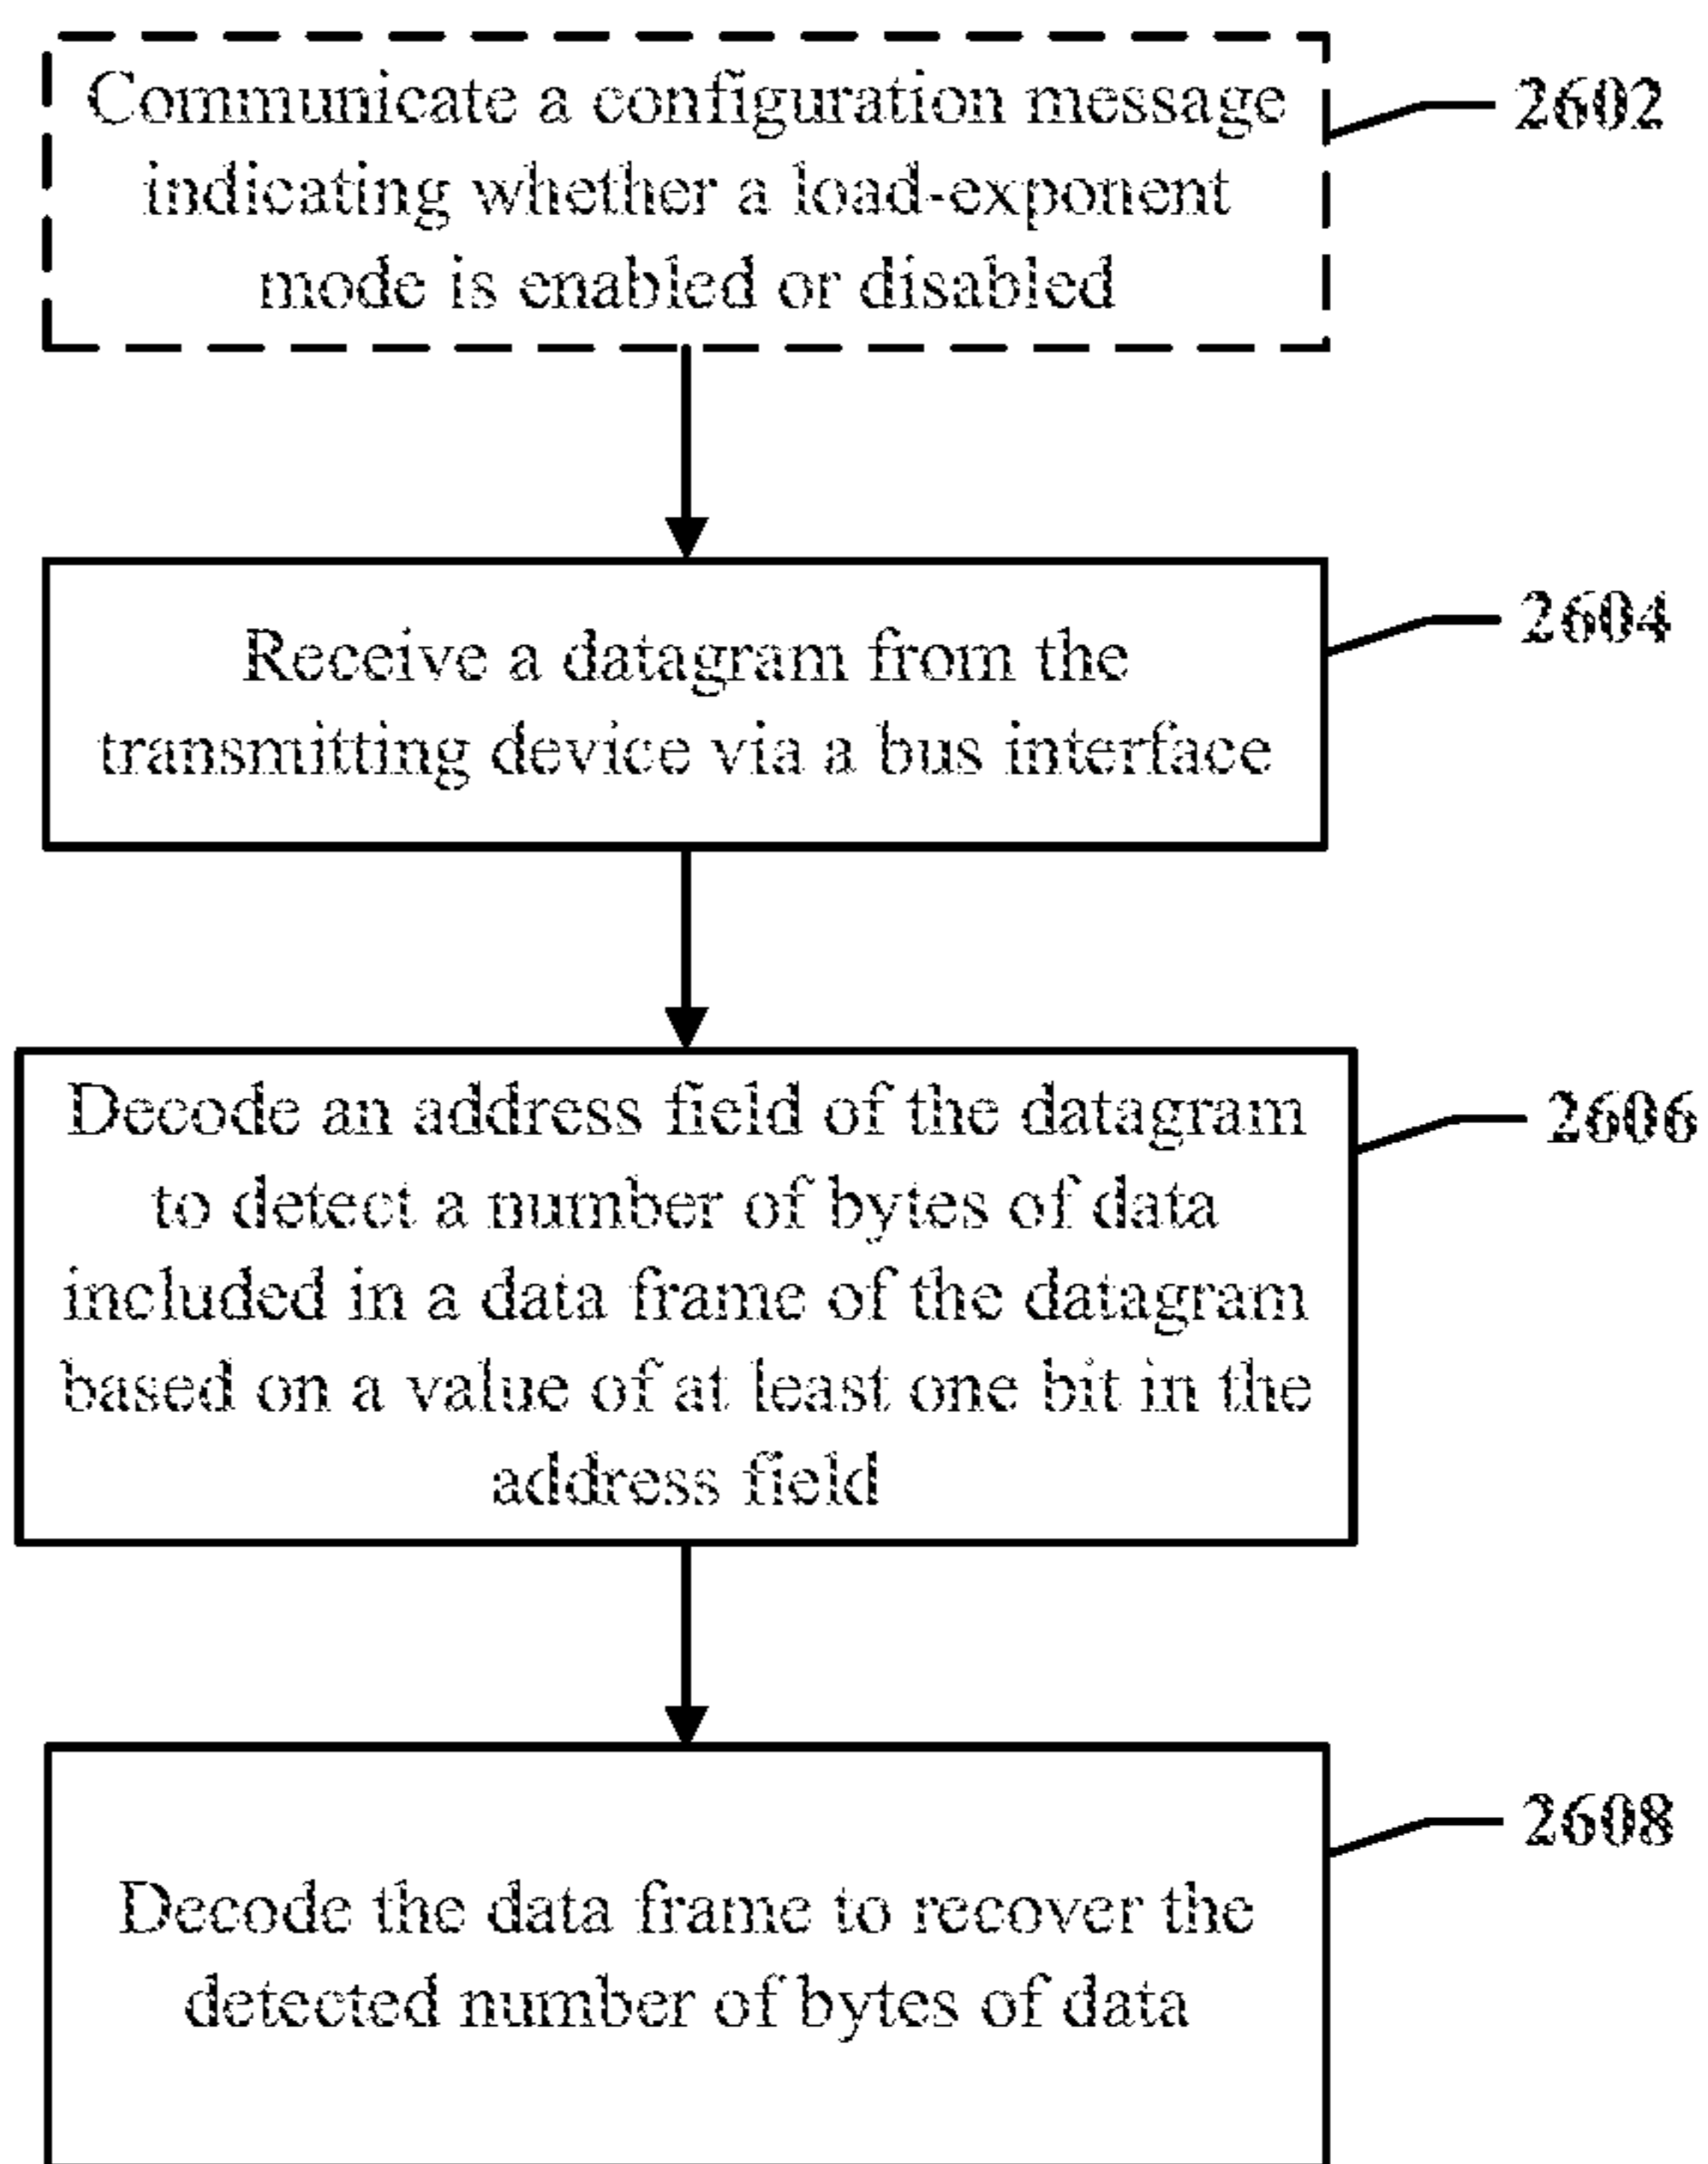 Communicate a configuration message
indicating whether a load-exponent
mode is enabled or disabled
2602
Receive a datagram from the
transmitting device via a bus interface
2604
Decode an address field of the datagram
to detect a number of bytes of data
included in a data frame of the datagram
based on a value of at least one bit in the
address field
2606
Decode the data frame to recover the
detected number of bytes of data
2608